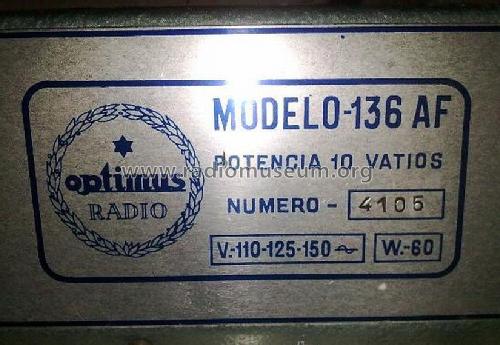 optimus
RADIO
MODELO-136 AF
POTENCIA 10 VATIOS
NUMERO - 4105
V.-110-125-150~ W.-60
www.radiomuseum.org